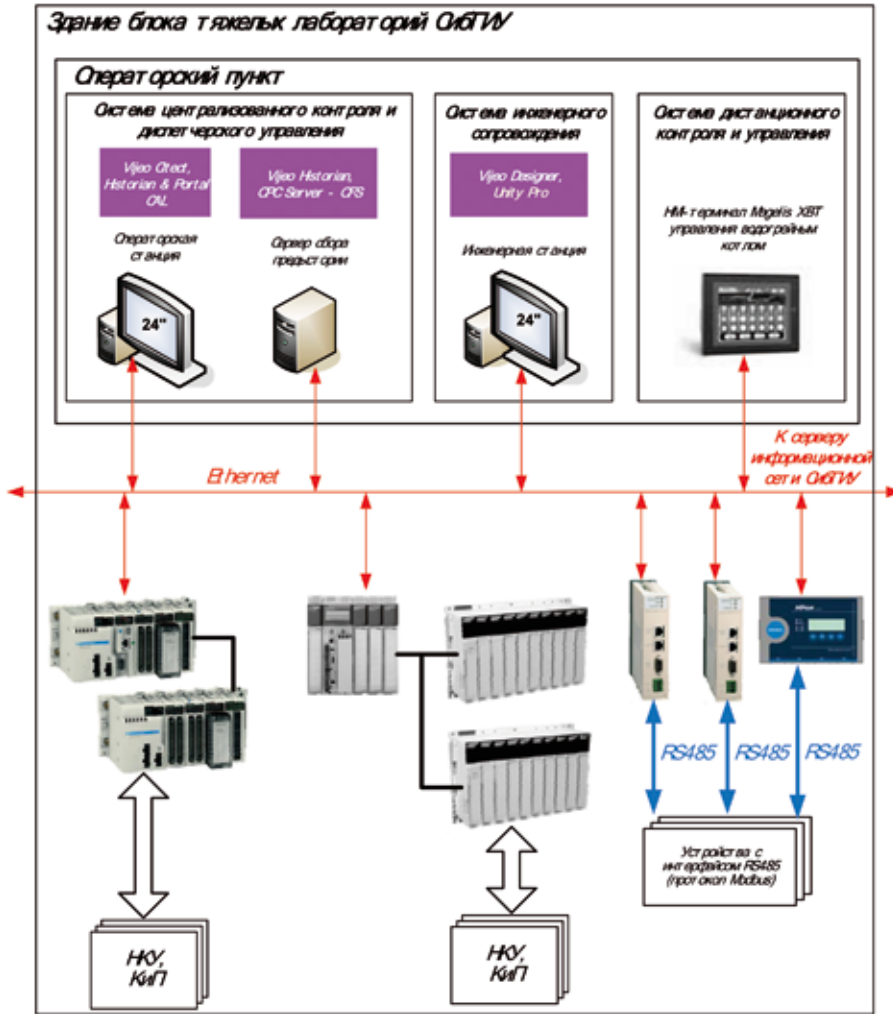 Здание блока тяжелых лабораторий СибГИУ
Операторский пункт
Система централизованного контроля и
диспетчерского управления
Vijeo Citect,
Historian & Portal
CAL
Vijeo Historian,
OPC Server - OFS
Операторская
станция
Сервер сбора
предыстории
24"
Система инженерного
сопровождения
Vijeo Designer,
Unity Pro
Инженерная станция
24"
Система дистанционного
контроля и управления
HMI-терминал Magelis XBT
управления водогрейным
котлом
Ethernet
К серверу
информационной
сети СибГИУ
RS485
RS485
RS485
Устройства с
интерфейсом RS485
(протокол Modbus)
НКУ,
КиП
НКУ,
КиП